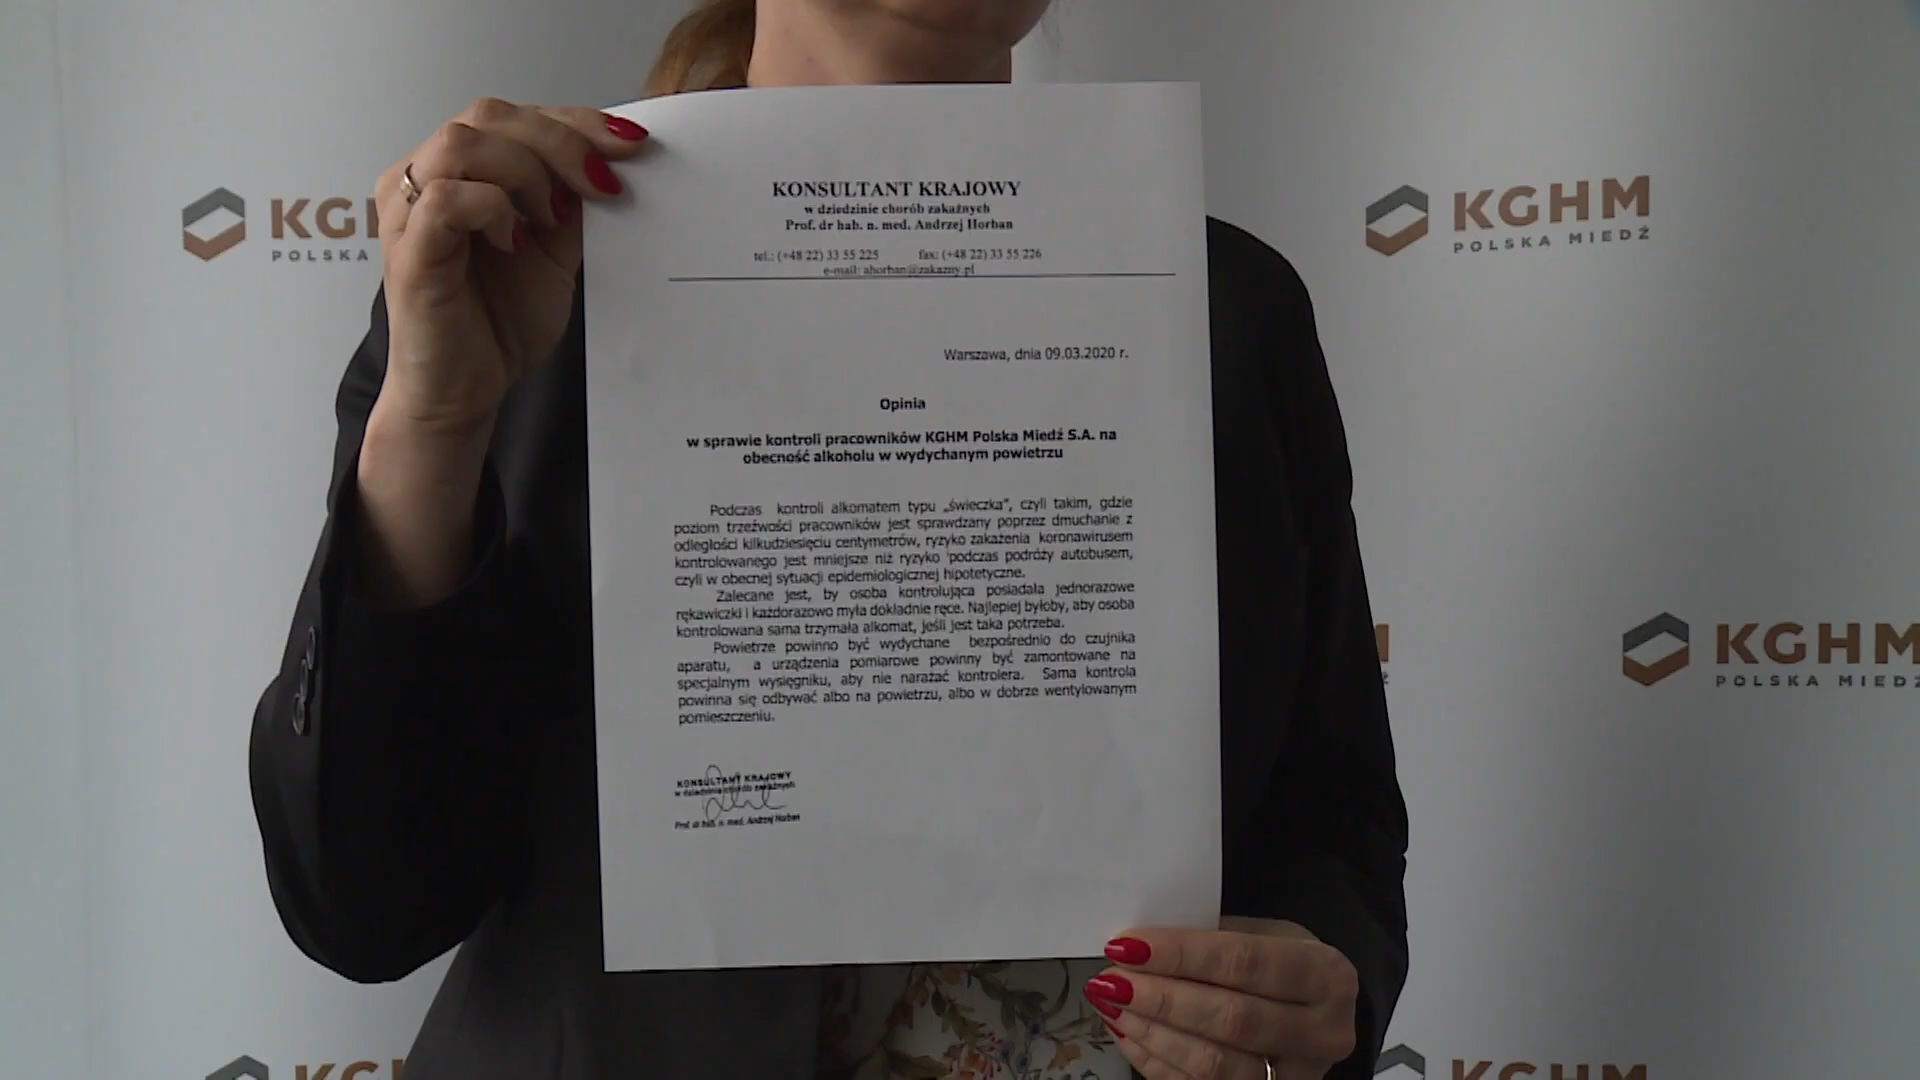 KONSULTANT KRAJOWY
w dziedzinie chorób zakaźnych
Prof. dr hab. n. med. Andrzej Horban
tel.: (+48 22) 33 55 225 fax: (+48 22) 33 55 226
e-mail: ahorban@zakazny.pl
Warszawa, dnia 09.03.2020 r.
Opinia
w sprawie kontroli pracowników KGHM Polska Miedź S.A. na
obecność alkoholu w wydychanym powietrzu
Podczas kontroli alkomatem typu „świeczka”, czyli takim, gdzie
poziom trzeźwości pracowników jest sprawdzany poprzez dmuchanie z
odległości kilkudziesięciu centymetrów, ryzyko zakażenia koronawirusem
kontrolowanego jest mniejsze niż ryzyko podczas podróży autobusem,
czyli w obecnej sytuacji epidemiologicznej hipotetyczne.
Zalecane jest, by osoba kontrolująca posiadała jednorazowe
rękawiczki i każdorazowo myła dokładnie ręce. Najlepiej byłoby, aby osoba
kontrolowana sama trzymała alkomat, jeśli jest taka potrzeba.
Powietrze powinno być wydychane bezpośrednio do czujnika
aparatu, a urządzenia pomiarowe powinny być zamontowane na
specjalnym wysięgniku, aby nie narażać kontrolera. Sama kontrola
powinna się odbywać albo na powietrzu, albo w dobrze wentylowanym
pomieszczeniu.
KONSULTANT KRAJOWY
w dziedzinie chorób zakaźnych
Prof. dr hab. n. med. Andrzej Horban
KGH
POLSKA
KGHM
POLSKA MIEDŹ
KGHM
POLSKA MIEDŹ
KGHM